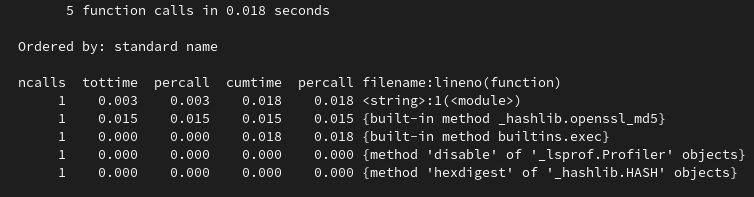 5 function calls in 0.018 seconds
Ordered by: standard name
ncalls tottime percall cumtime percall filename:lineno(function)
1 0.003 0.003 0.018 0.018 <string>:1(<module>)
1 0.015 0.015 0.015 0.015 {built-in method _hashlib.openssl_md5}
1 0.000 0.000 0.018 0.018 {built-in method builtins.exec}
1 0.000 0.000 0.000 0.000 {method 'disable' of '_lsprof.Profiler' objects}
1 0.000 0.000 0.000 0.000 {method 'hexdigest' of '_hashlib.HASH' objects}